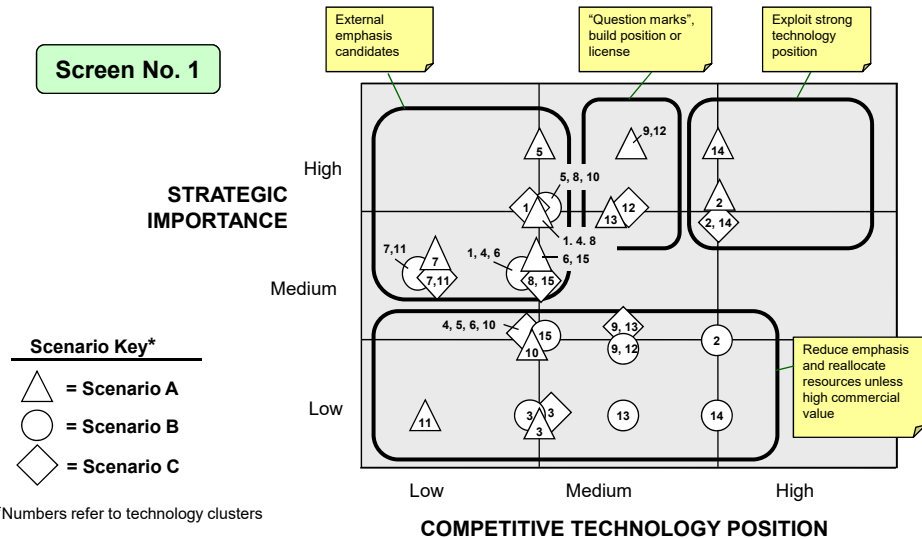 Screen No. 1
External
emphasis
candidates
“Question marks”,
build position or
license
Exploit strong
technology
position
STRATEGIC
IMPORTANCE
High
Medium
Low
5
9,12
14
5, 8, 10
1
1. 4. 8
13
12
2
2, 14
7,11
7
7,11
1, 4, 6
6, 15
8, 15
4, 5, 6, 10
15
10
9, 13
9, 12
2
11
3
3
3
13
14
Reduce emphasis
and reallocate
resources unless
high commercial
value
Scenario Key*
= Scenario A
= Scenario B
= Scenario C
Numbers refer to technology clusters
Low
Medium
High
COMPETITIVE TECHNOLOGY POSITION